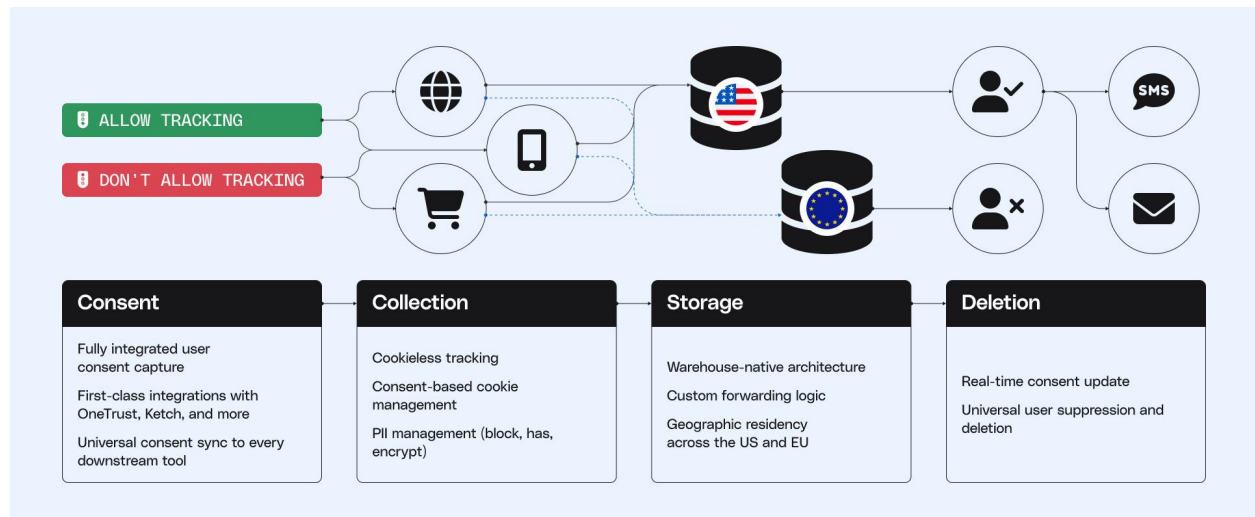 ALLOW TRACKING
DON'T ALLOW TRACKING
SMS
Consent
Fully integrated user
consent capture
First-class integrations with
OneTrust, Ketch, and more
Universal consent sync to every
downstream tool
Collection
Cookieless tracking
Consent-based cookie
management
PII management (block, has,
encrypt)
Storage
Warehouse-native architecture
Custom forwarding logic
Geographic residency
across the US and EU
Deletion
Real-time consent update
Universal user suppression and
deletion